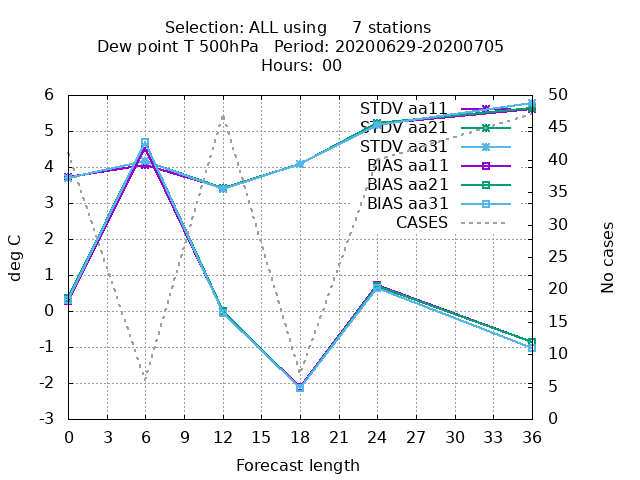 Selection: ALL using 7 stations
Dew point T 500hPa Period: 20200629-20200705
Hours: 00
6
5
4
3
2
1
0
-1
-2
-3
deg C
50
45
40
35
30
25
20
15
10
5
0
No cases
STDV aa11
STDV aa21
STDV aa31
BIAS aa11
BIAS aa21
BIAS aa31
CASES
0 3 6 9 12 15 18 21 24 27 30 33 36
Forecast length